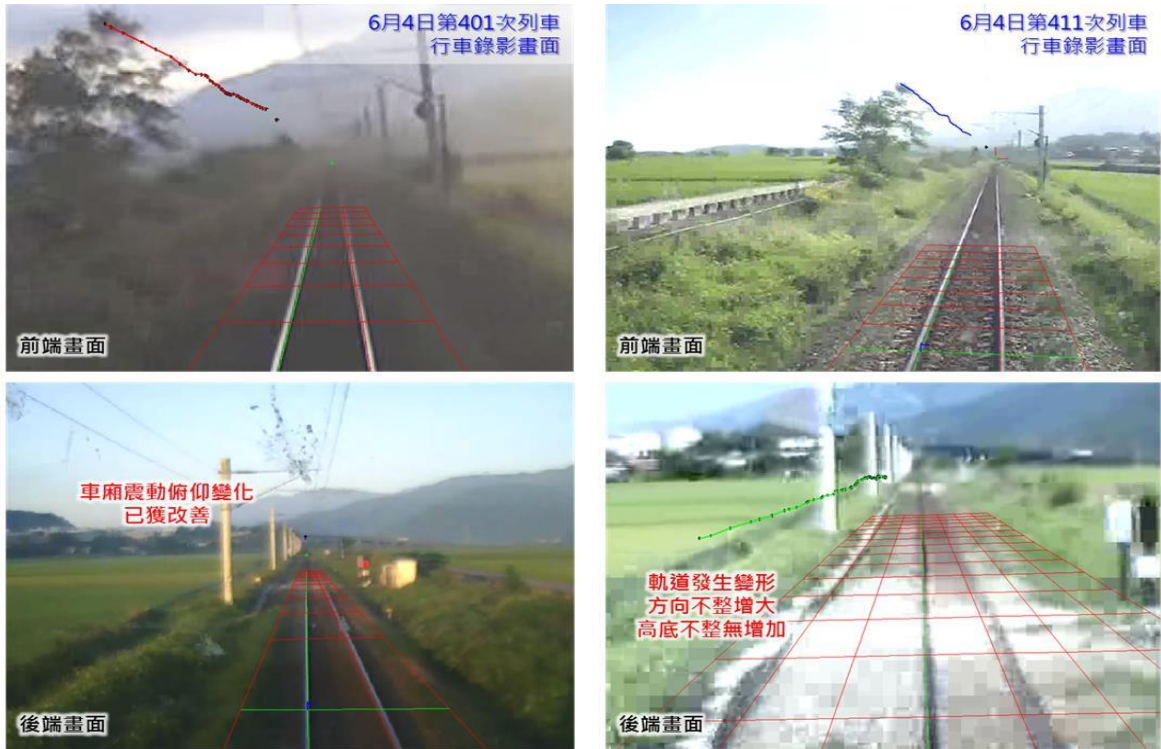 6月4日第401次列車
行車錄影畫面
前端畫面
6月4日第411次列車
行車錄影畫面
前端畫面
車廂震動俯仰變化
已獲改善
後端畫面
軌道發生變形
方向不整增大
高底不整無增加
後端畫面